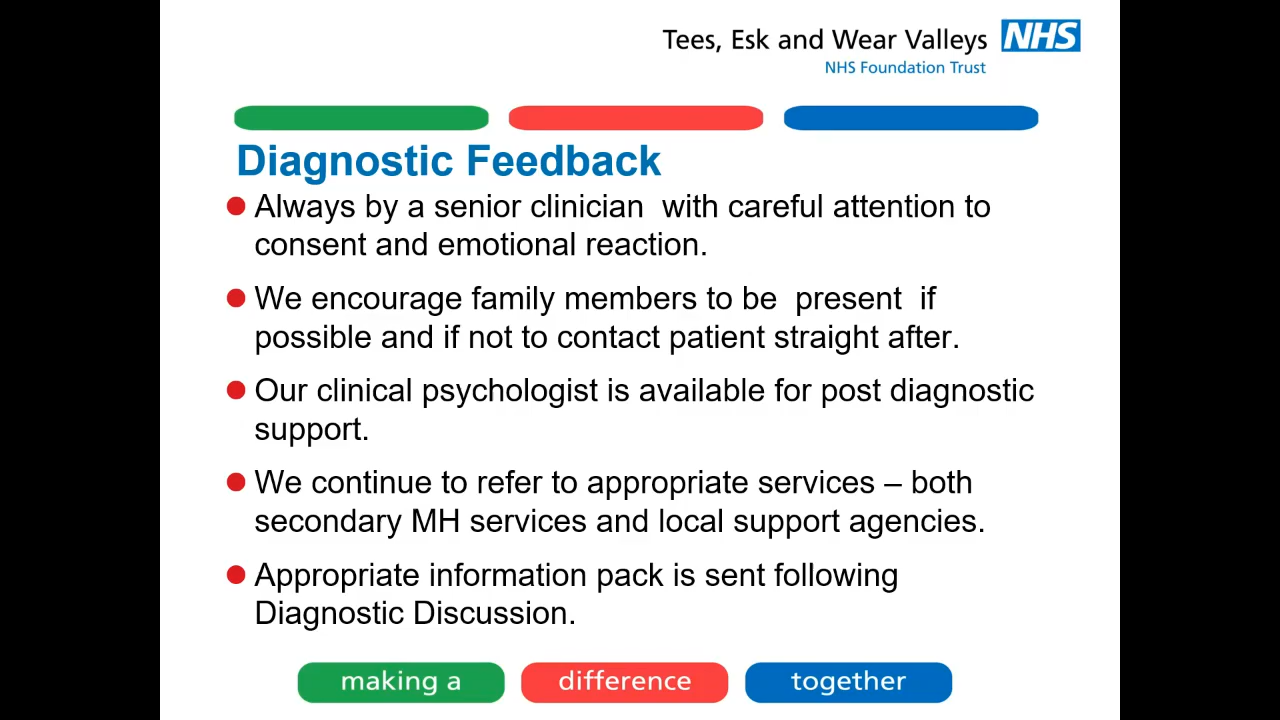 Tees, Esk and Wear Valleys NHS
NHS Foundation Trust
Diagnostic Feedback
Always by a senior clinician  with careful attention to
consent and emotional reaction.
We encourage family members to be  present  if
possible and if not to contact patient straight after.
Our clinical psychologist is available for post diagnostic
support.
We continue to refer to appropriate services – both
secondary MH services and local support agencies.
Appropriate information pack is sent following
Diagnostic Discussion.
making a difference together